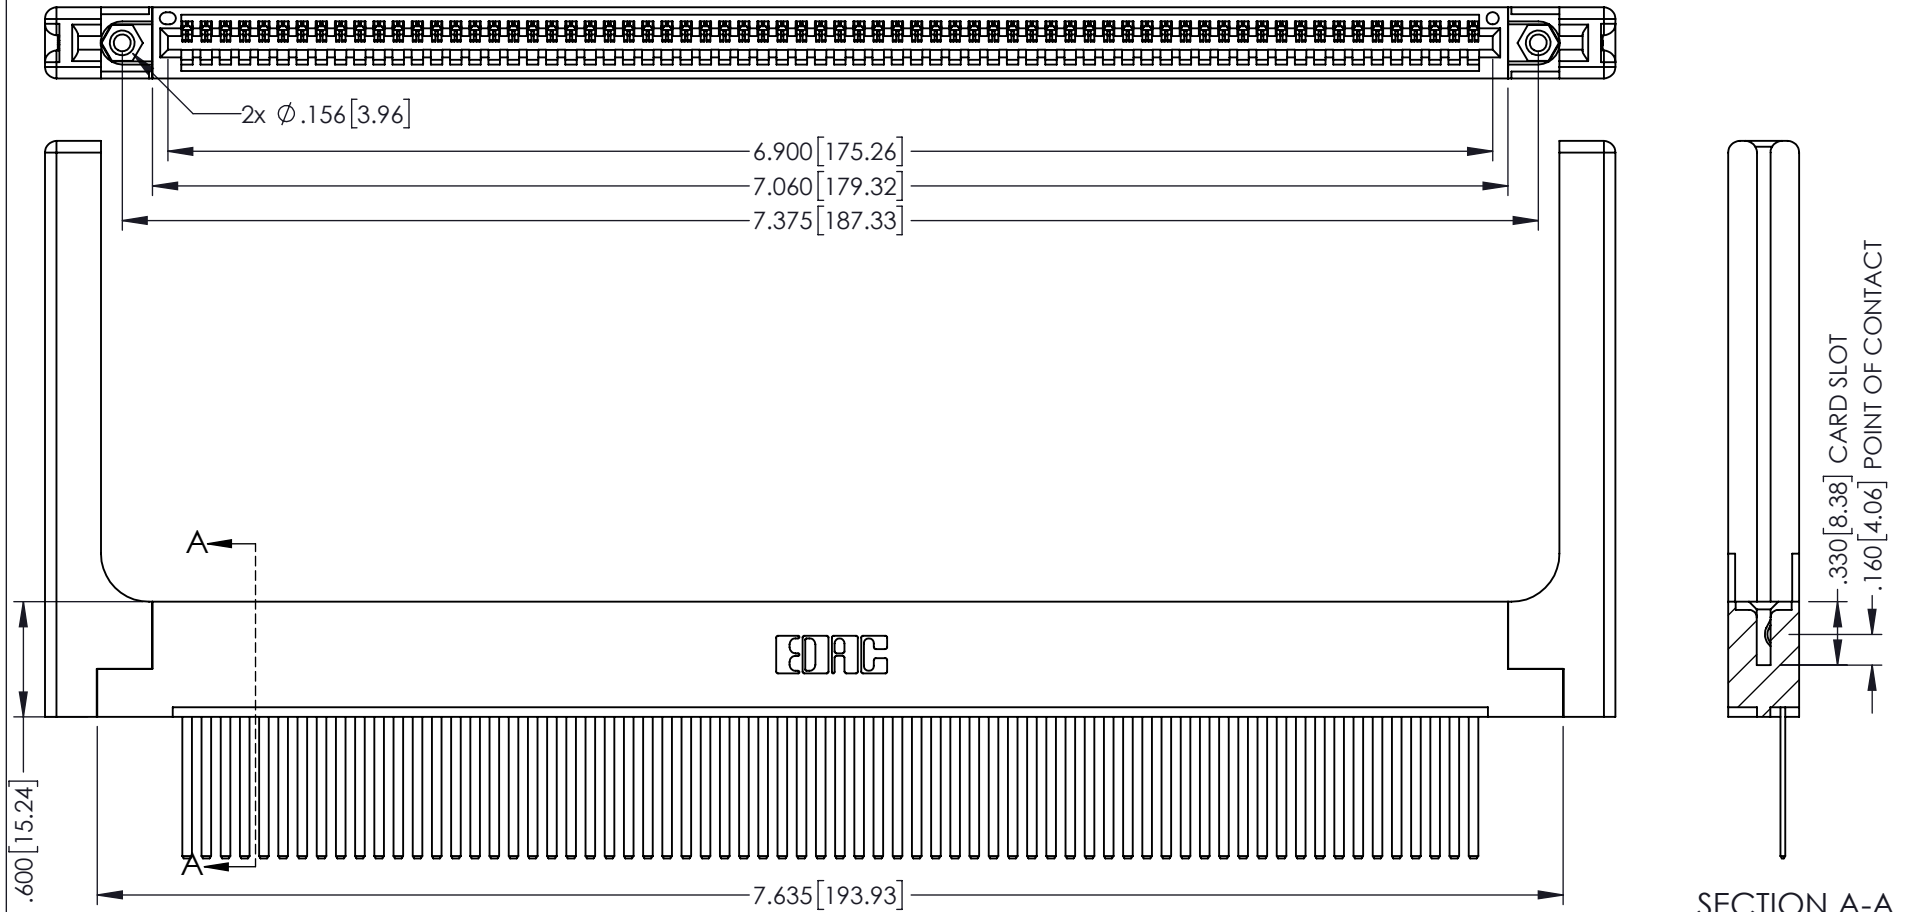 2x Ø.156[3.96]
6.900[175.26]
7.060[179.32]
7.375[187.33]
.330[8.38] CARD SLOT
.160[4.06] POINT OF CONTACT
A
EDAC
A
.600[15.24]
7.635[193.93]
SECTION A-A